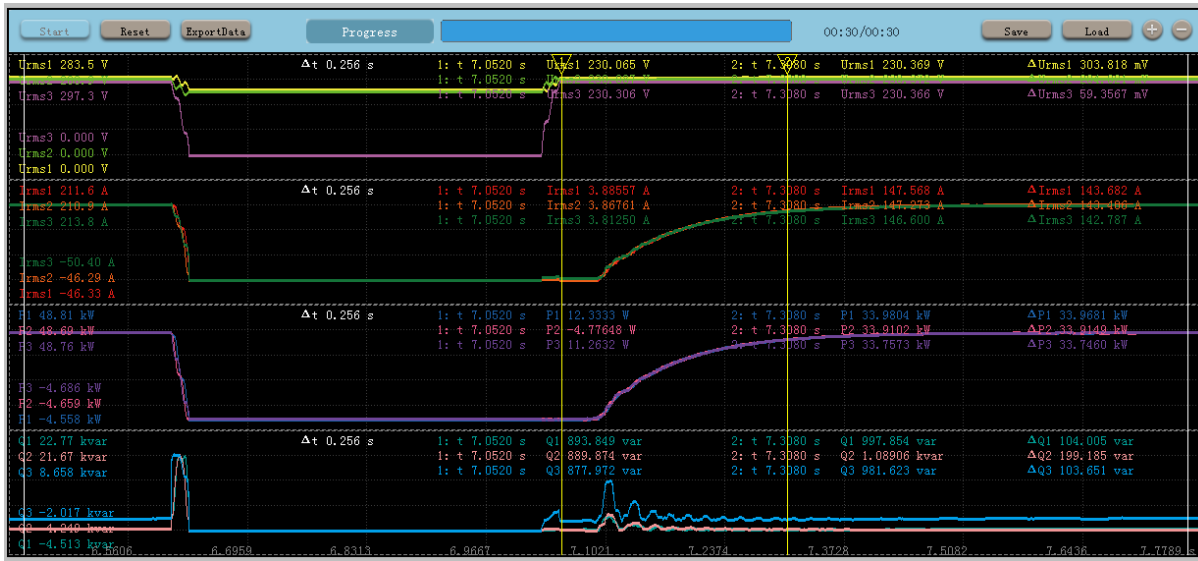 Start Reset ExportData Progress 00:30/00:30 Save Load
Urms1 283.5 V Δt 0.256 s 1: t 7.0520 s Urms1 230.065 V 2: t 7.3080 s Urms1 230.369 V ΔUrms1 303.818 mV
1: t 7.0520 s 2: t 7.3080 s
Urms3 297.3 V 1: t 7.0520 s Urms3 230.306 V 2: t 7.3080 s Urms3 230.366 V ΔUrms3 59.3567 mV
Urms3 0.000 V
Urms2 0.000 V
Urms1 0.000 V
Irms1 211.6 A Δt 0.256 s 1: t 7.0520 s Irms1 3.88557 A 2: t 7.3080 s Irms1 147.568 A ΔIrms1 143.682 A
Irms2 210.9 A 1: t 7.0520 s Irms2 3.86761 A 2: t 7.3080 s Irms2 147.273 A ΔIrms2 143.406 A
Irms3 213.8 A 1: t 7.0520 s Irms3 3.81250 A 2: t 7.3080 s Irms3 146.600 A ΔIrms3 142.787 A
Irms3 -50.40 A
Irms2 -46.29 A
Irms1 -46.33 A
P1 48.81 kW Δt 0.256 s 1: t 7.0520 s P1 12.3333 W 2: t 7.3080 s P1 33.9804 kW ΔP1 33.9681 kW
P2 48.69 kW 1: t 7.0520 s P2 -4.77648 W 2: t 7.3080 s P2 33.9102 kW ΔP2 33.9149 kW
P3 48.76 kW 1: t 7.0520 s P3 11.2632 W 2: t 7.3080 s P3 33.7573 kW ΔP3 33.7460 kW
P3 -4.686 kW
P2 -4.659 kW
P1 -4.558 kW
Q1 22.77 kvar Δt 0.256 s 1: t 7.0520 s Q1 893.849 var 2: t 7.3080 s Q1 997.854 var ΔQ1 104.005 var
Q2 21.67 kvar 1: t 7.0520 s Q2 889.874 var 2: t 7.3080 s Q2 1.08906 kvar ΔQ2 199.185 var
Q3 8.658 kvar 1: t 7.0520 s Q3 877.972 var 2: t 7.3080 s Q3 981.623 var ΔQ3 103.651 var
Q3 -2.017 kvar
Q2 -4.249 kvar
Q1 -4.513 kvar
6.5606 6.6959 6.8313 6.9667 7.1021 7.2374 7.3728 7.5082 7.6436 7.7789 s